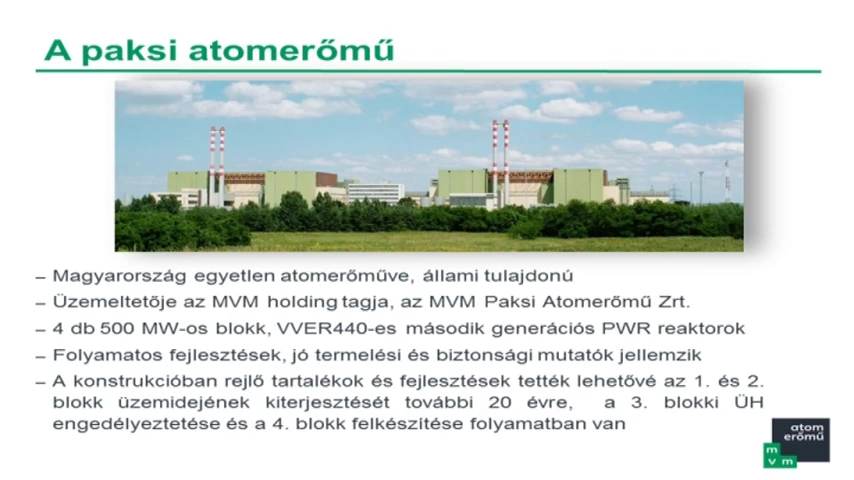 A paksi atomerőmű
– Magyarország egyetlen atomerőműve, állami tulajdonú
– Üzemeltetője az MVM holding tagja, az MVM Paksi Atomerőmű Zrt.
– 4 db 500 MW-os blokk, VVER440-es második generációs PWR reaktorok
– Folyamatos fejlesztések, jó termelési és biztonsági mutatók jellemzik
– A konstrukcióban rejlő tartalékok és fejlesztések tették lehetővé az 1. és 2.
blokk üzemidejének kiterjesztését további 20 évre, a 3. blokki ÜH
engedélyeztetése és a 4. blokk felkészítése folyamatban van
atom
erőmű
m
v m